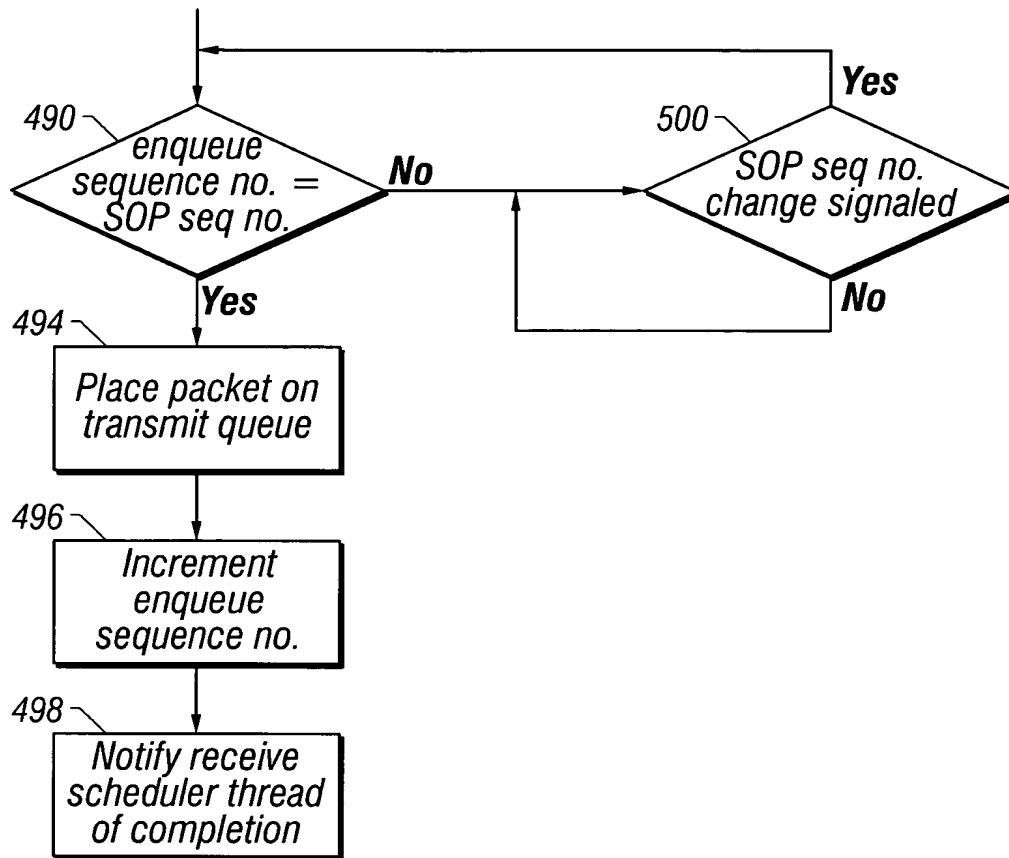 Yes
490
enqueue
sequence no. =
SOP seq no.
No
500
SOP seq no.
change signaled
Yes
No
494
Place packet on
transmit queue
496
Increment
enqueue
sequence no.
498
Notify receive
scheduler thread
of completion